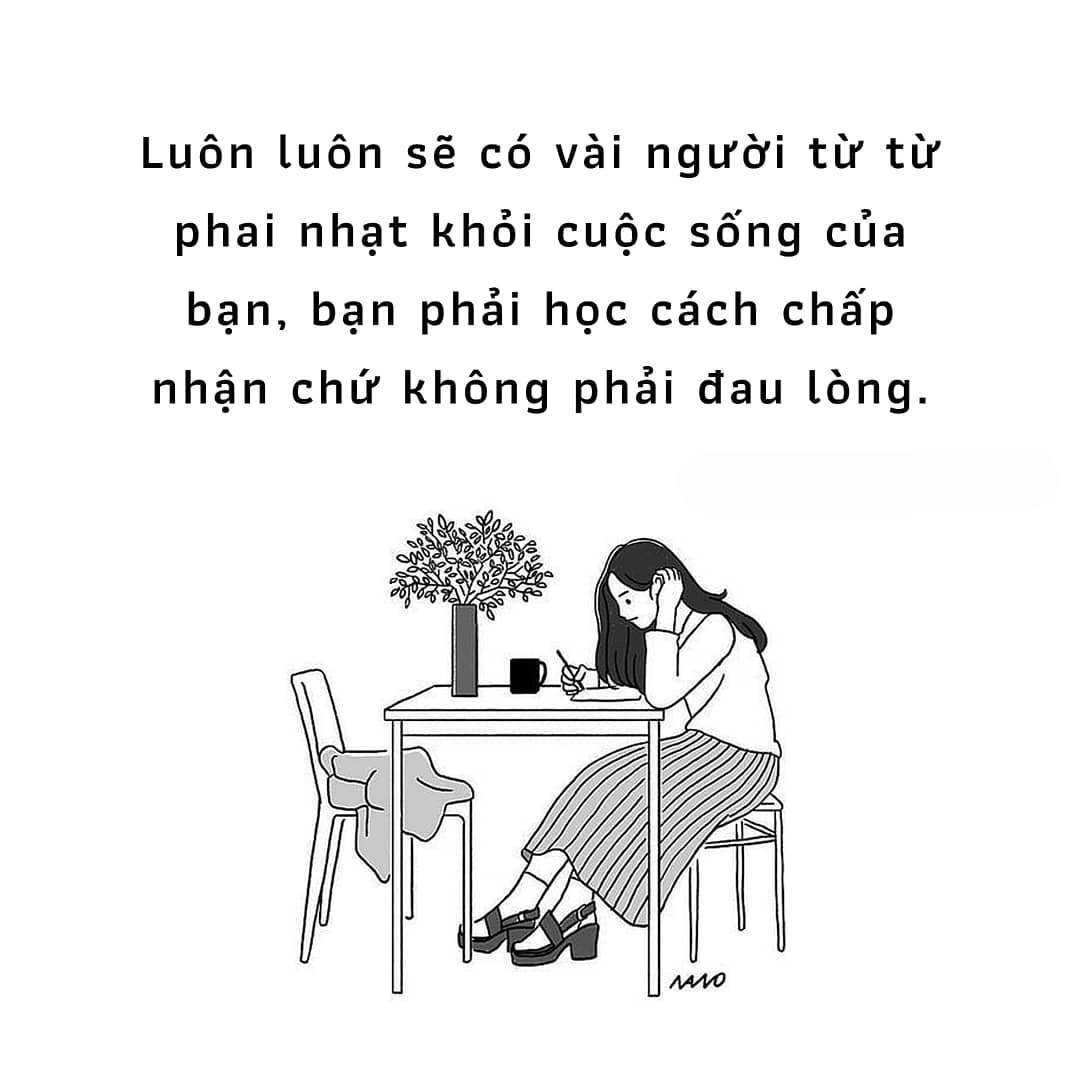 Luôn luôn sẽ có vài người từ từ
phai nhạt khỏi cuộc sống của
bạn, bạn phải học cách chấp
nhận chứ không phải đau lòng.